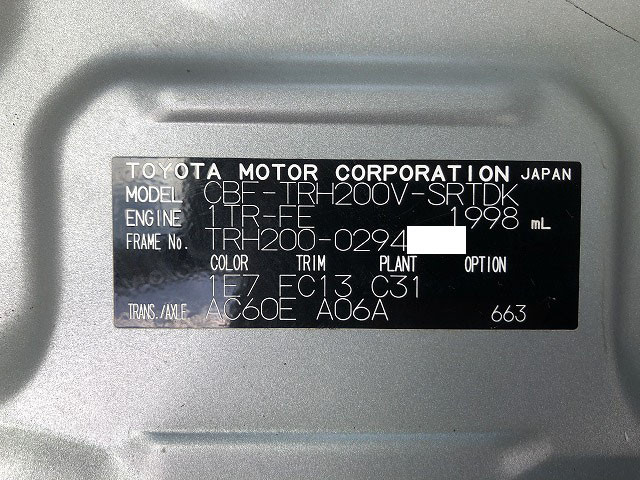 TOYOTA MOTOR CORPORATION JAPAN
MODEL CBF-TRH200V-SRTDK
ENGINE 1TR-FE 1998 mL
FRAME No. TRH200-0294
COLOR TRIM PLANT OPTION
1E7 FC13 C31
TRANS./AXLE AC60E A06A 663